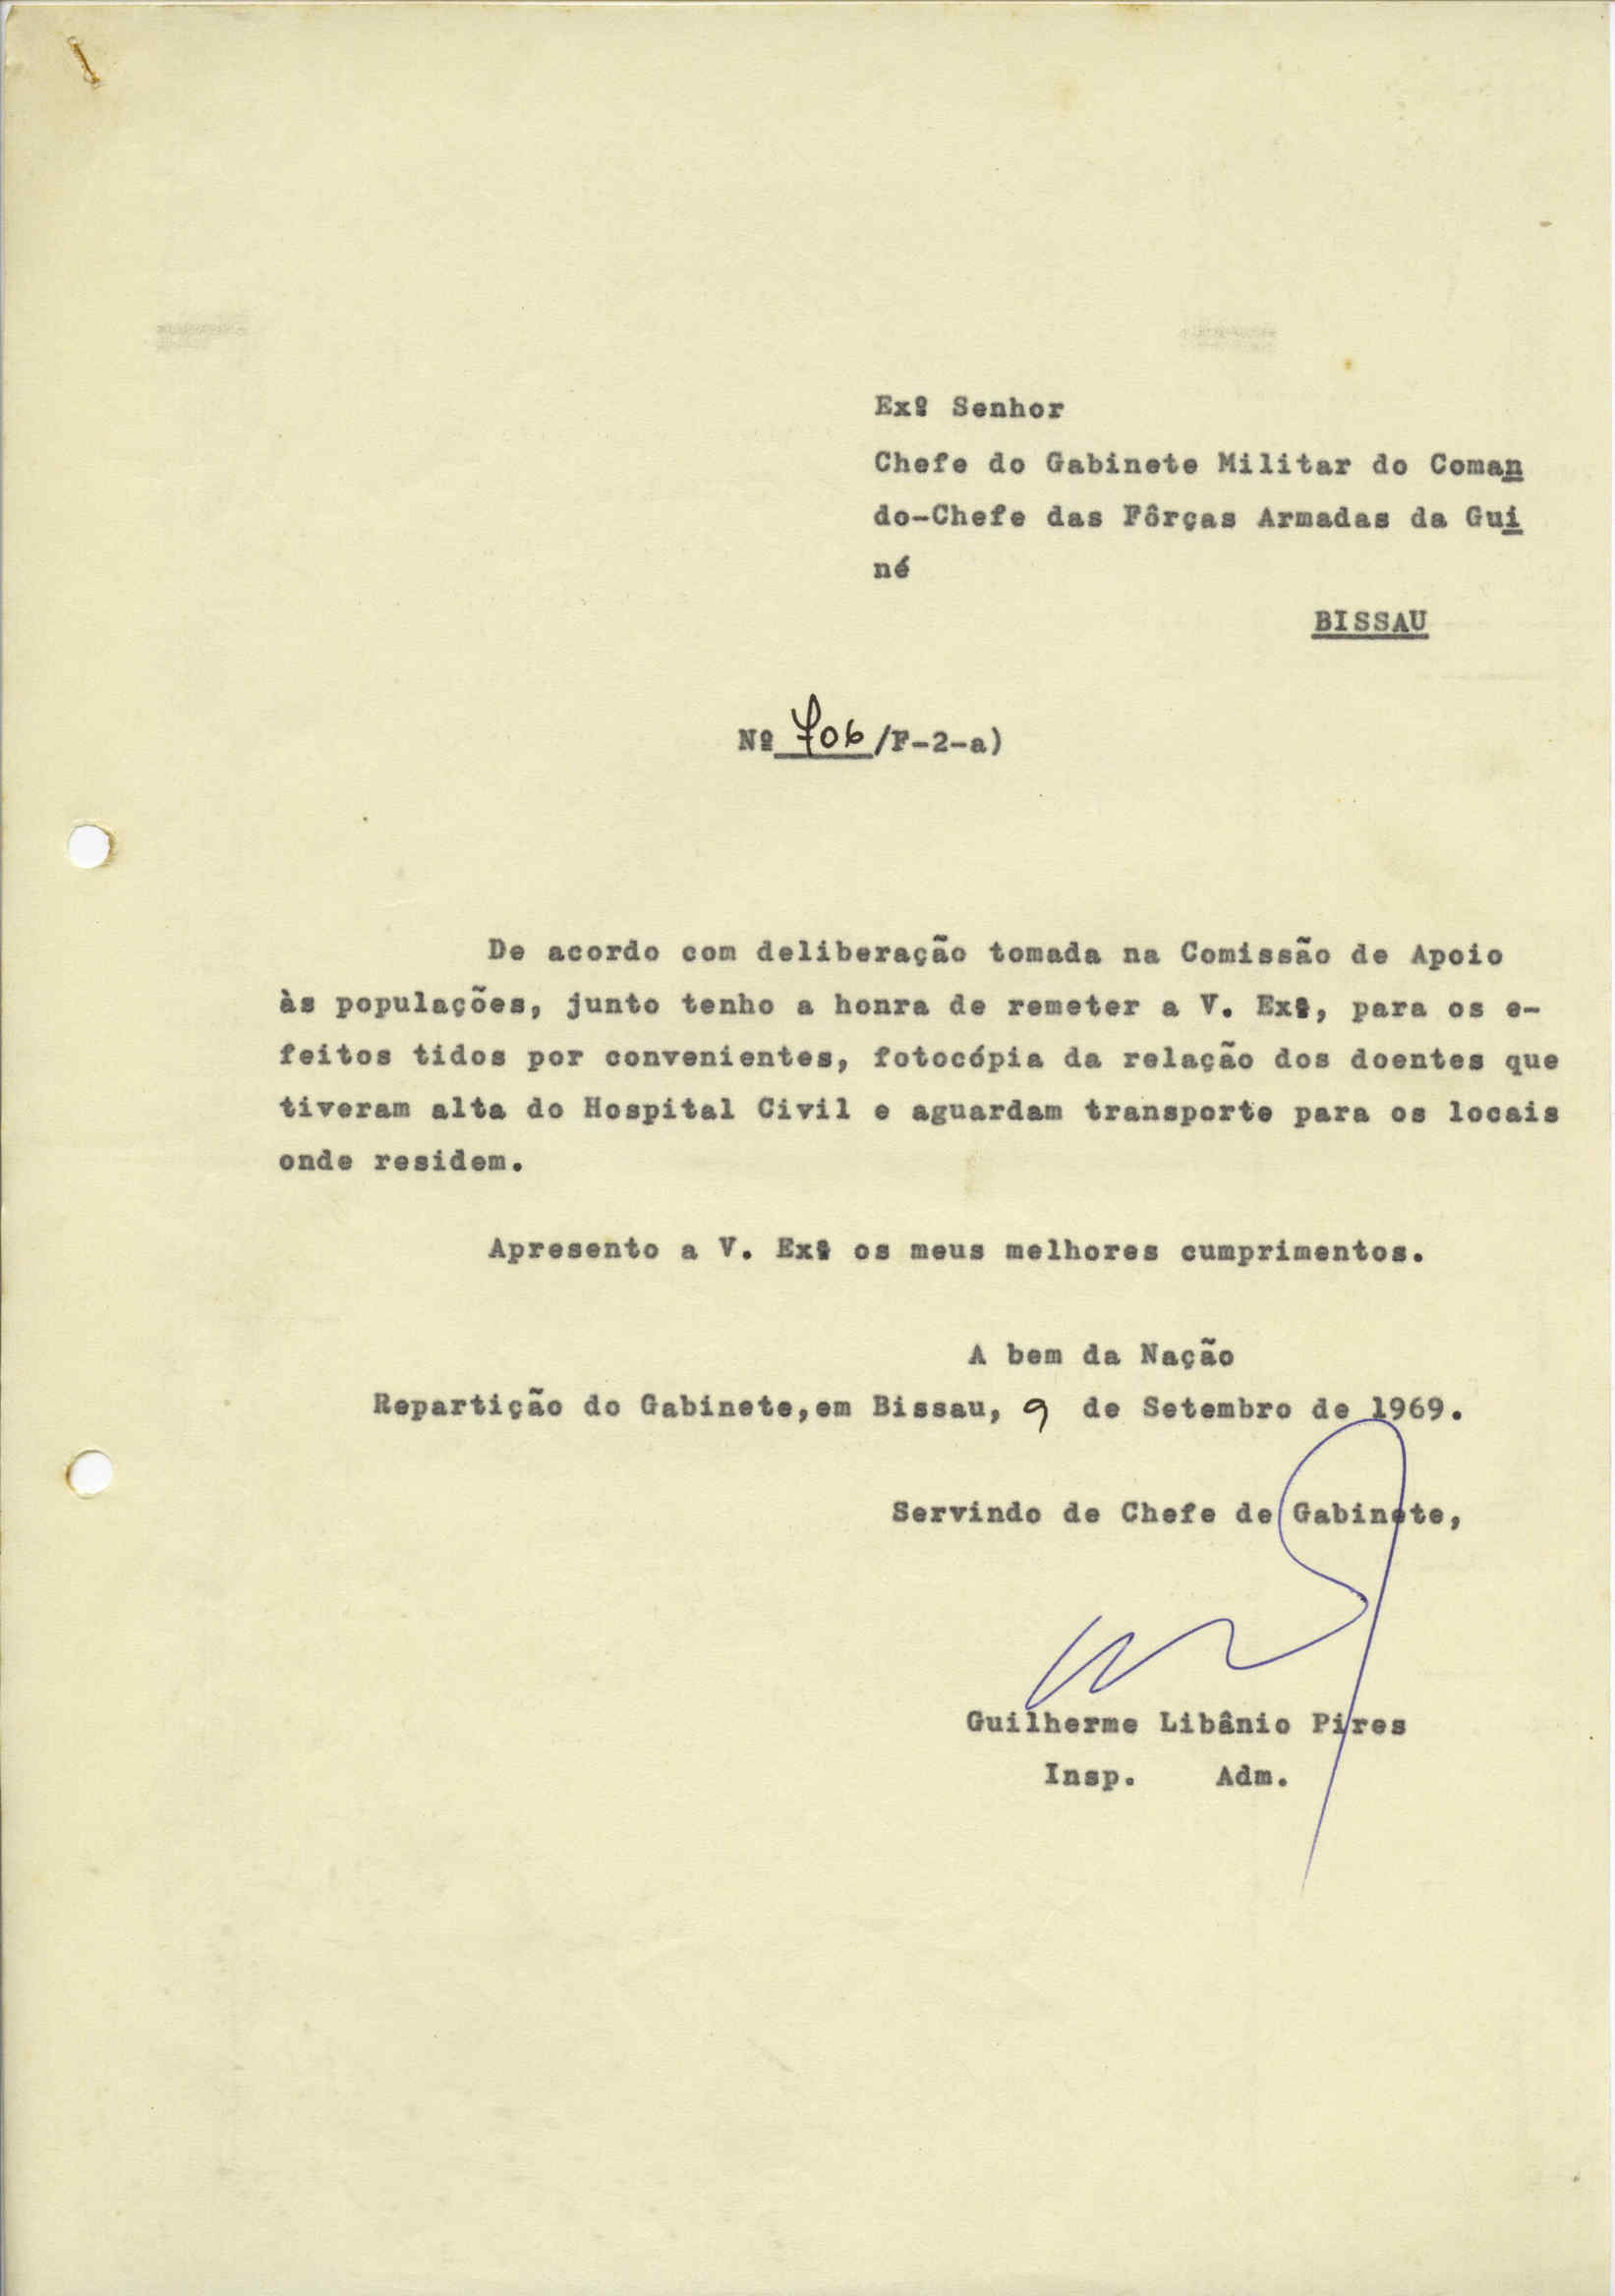 Exº Senhor
Chefe do Gabinete Militar do Coman
do-Chefe das Fôrças Armadas da Gui
né
BISSAU
Nº 706/F-2-a)
De acordo com deliberação tomada na Comissão de Apoio
às populações, junto tenho a honra de remeter a V. Exª, para os e-
feitos tidos por convenientes, fotocópia da relação dos doentes que
tiveram alta do Hospital Civil e aguardam transporte para os locais
onde residem.
Apresento a V. Exª os meus melhores cumprimentos.
A bem da Nação
Repartição do Gabinete,em Bissau, 9 de Setembro de 1969.
Servindo de Chefe de Gabinete,
Guilherme Libânio Pires
Insp. Adm.